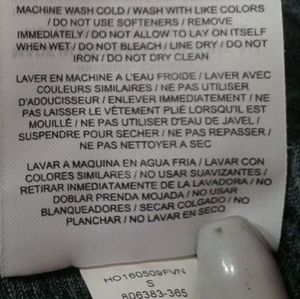 MACHINE WASH COLD / WASH WITH LIKE COLORS
/ DO NOT USE SOFTENERS / REMOVE
IMMEDIATELY / DO NOT ALLOW TO LAY ON ITSELF
WHEN WET / DO NOT BLEACH / LINE DRY / DO NOT
IRON / DO NOT DRY CLEAN
LAVER EN MACHINE A L'EAU FROIDE / LAVER AVEC
COULEURS SIMILAIRES / NE PAS UTILISER
D'ADOUCISSEUR / ENLEVER IMMÉDIATEMENT / NE
PAS LAISSER LE VÊTEMENT PLIÉ LORSQU'IL EST
MOUILLÉ / NE PAS UTILISER D'EAU DE JAVEL /
SUSPENDRE POUR SECHER / NE PAS REPASSER /
NE PAS NETTOYER A SEC
LAVAR A MAQUINA EN AGUA FRIA / LAVAR CON
COLORES SIMILARES / NO USAR SUAVIZANTES /
RETIRAR INMEDIATAMENTE DE LA LAVADORA / NO
DOBLAR PRENDA MOJADA / NO USAR
BLANQUEADORES / SECAR COLGADO / NO
PLANCHAR / NO LAVAR EN SECO
HO160509FVN
S
806383-365